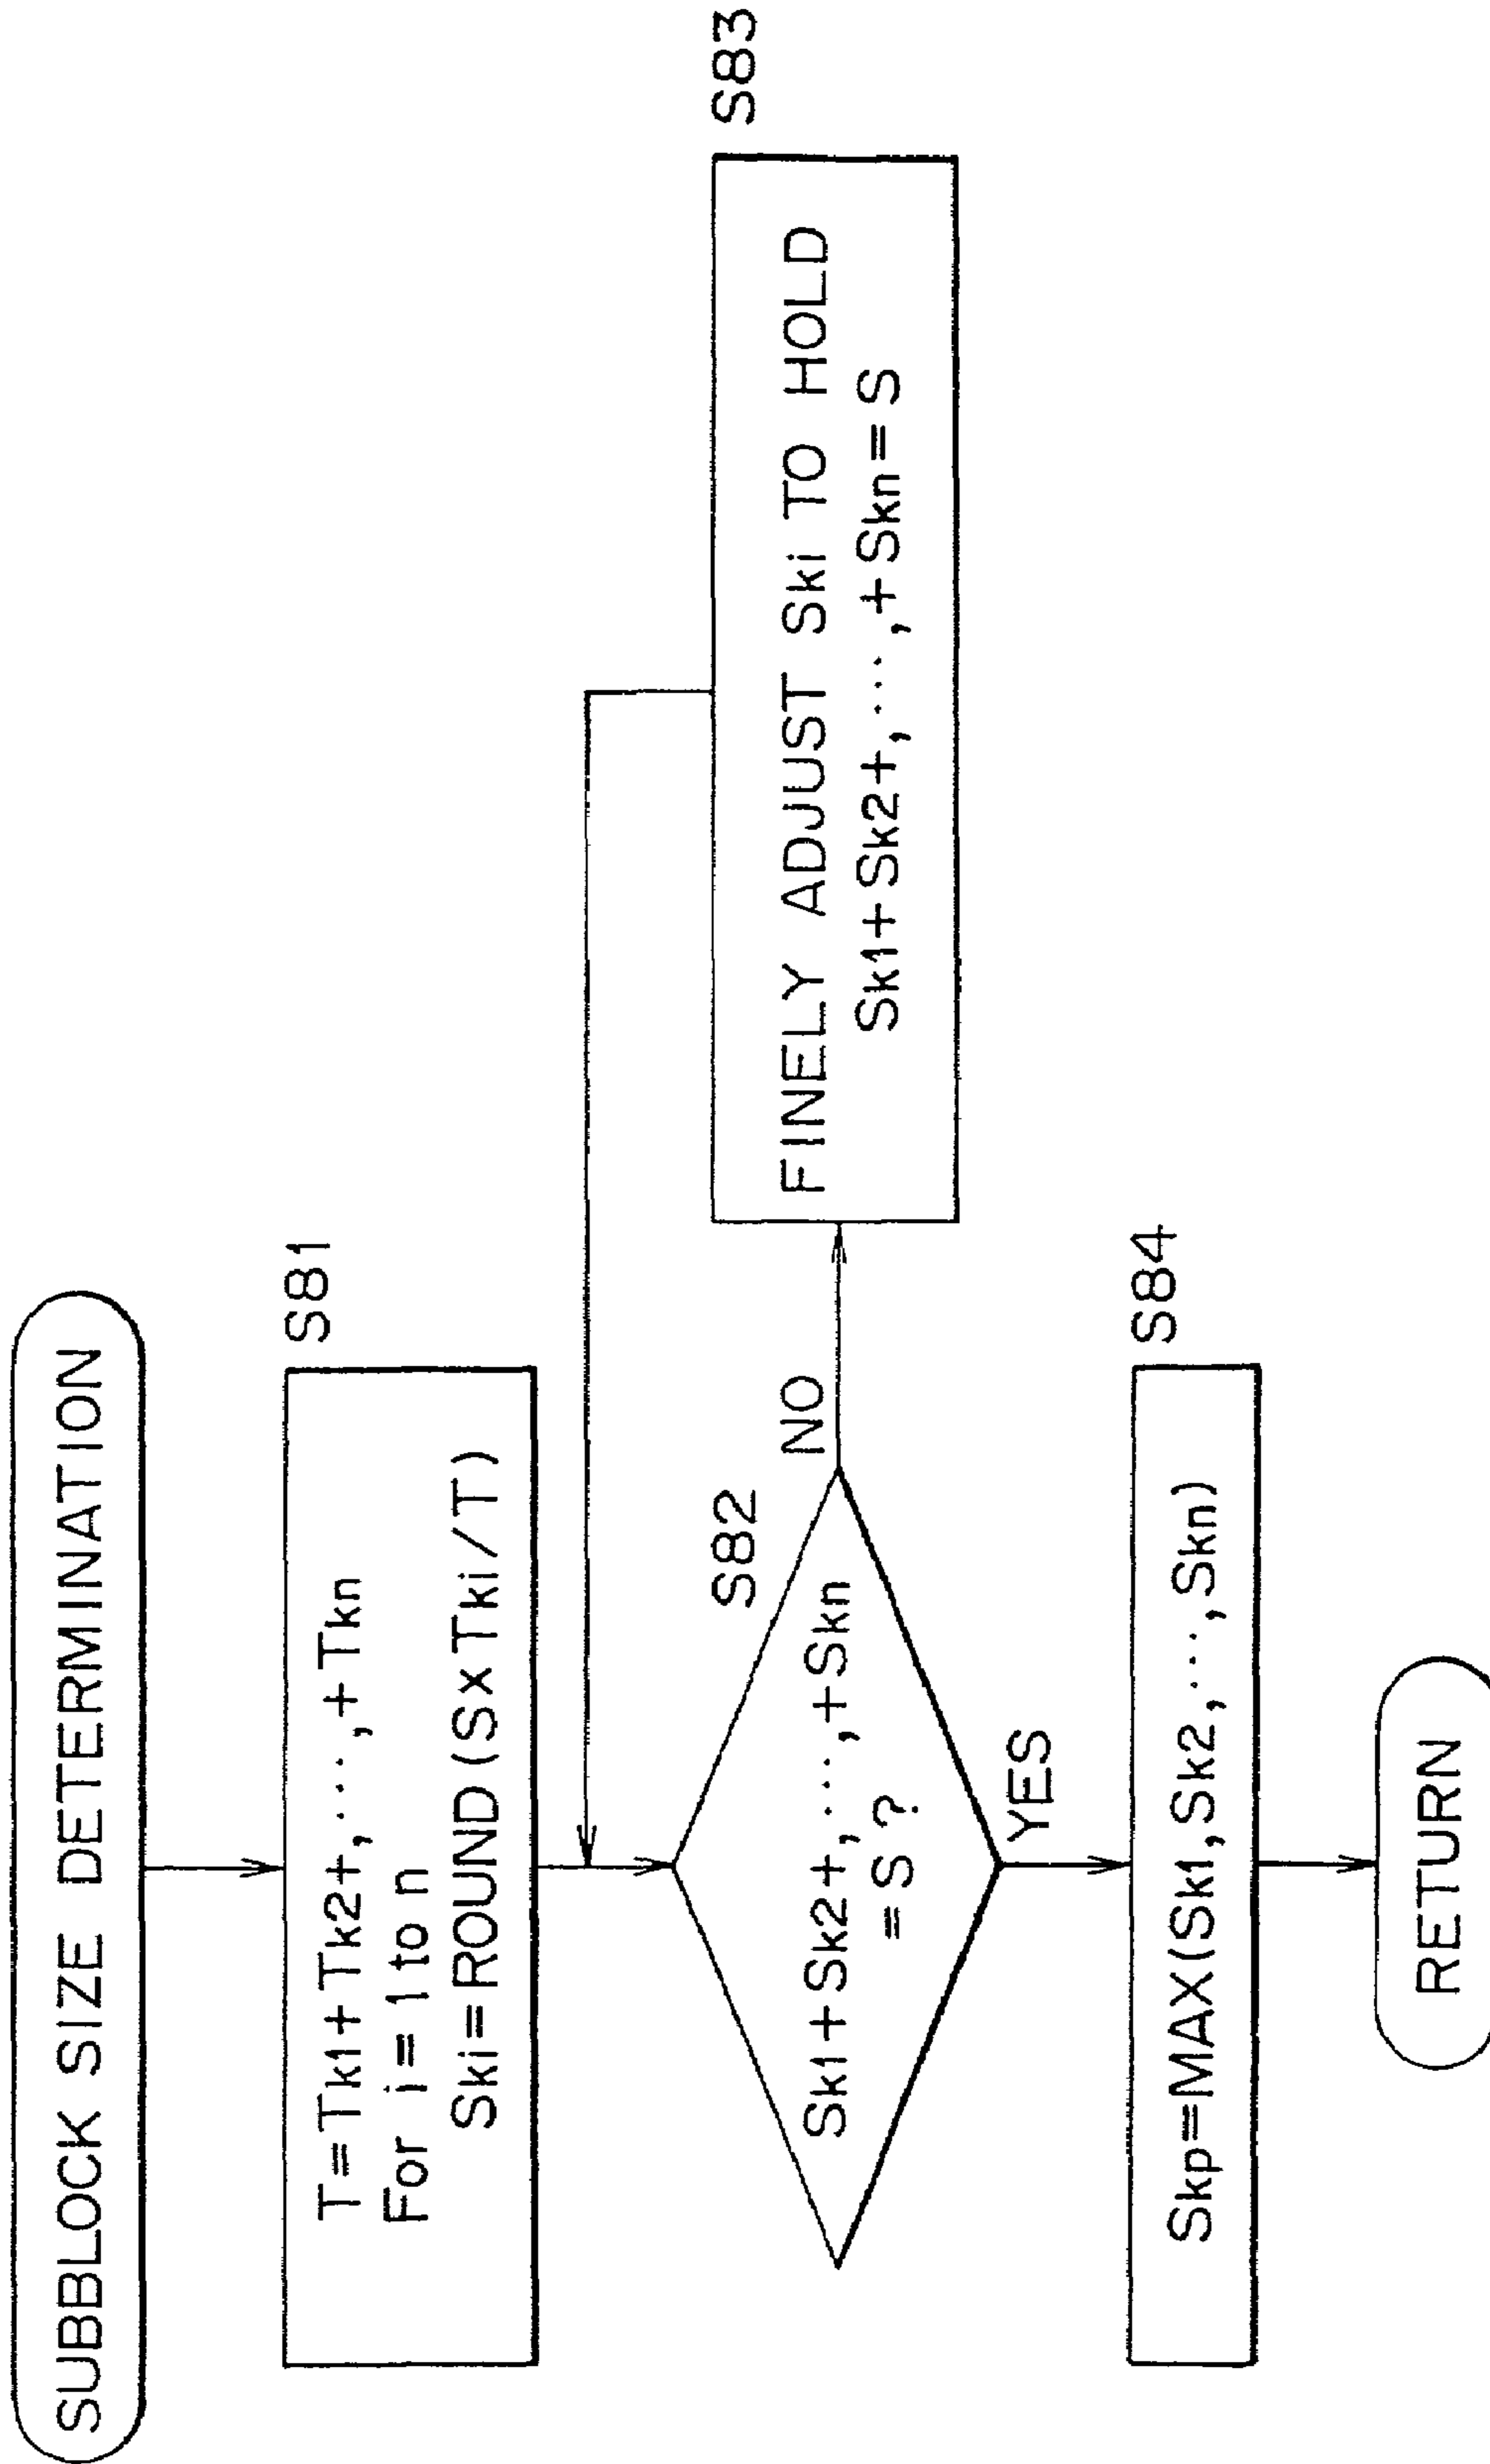 SUBBLOCK SIZE DETERMINATION
S81
T=Tk1+Tk2+,···,+Tkn
For i=1 to n
Ski=ROUND(S×Tki/T)
S82
Sk1+Sk2+,···,+Skn
=S?
NO
YES
S83
FINELY ADJUST Ski TO HOLD
Sk1+Sk2+,···,+Skn=S
S84
Skp=MAX(Sk1,Sk2,···,Skn)
RETURN